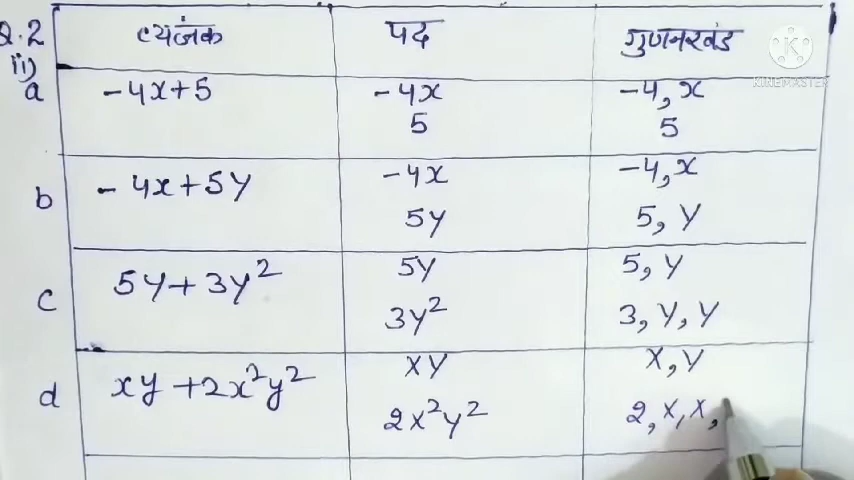 Q.2 व्यंजक पद गुणनखंड
ii)
a -4x+5 -4x -4,x
5 5
b -4x+5y -4x -4,x
5y 5,y
c 5y+3y² 5y 5,y
3y² 3,y,y
d xy+2x²y² xy x,y
2x²y² 2,x,x,
K
KINEMASTER